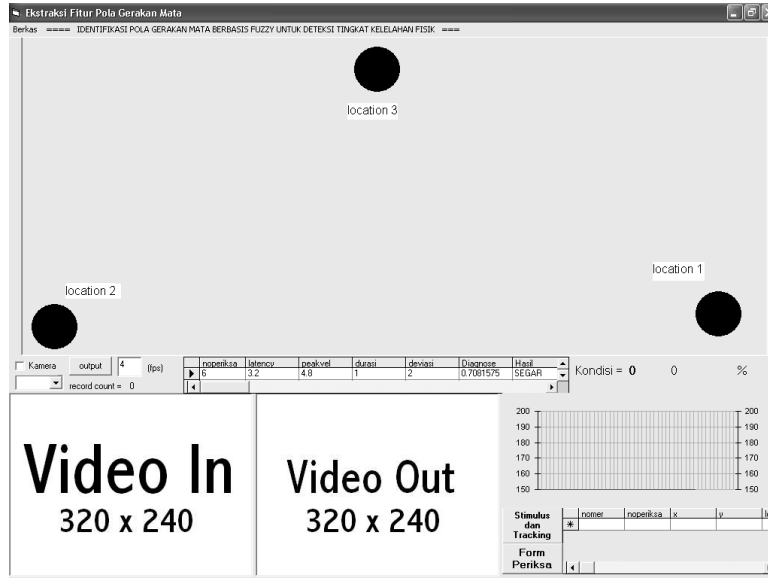 Ekstraksi Fitur Pola Gerakan Mata
Berkas ==== IDENTIFIKASI POLA GERAKAN MATA BERBASIS FUZZY UNTUK DETEKSI TINGKAT KELELAHAN FISIK ===
location 3
location 1
location 2
Kamera output 4 (fps)
record count = 0
noperiksa latency peakvel durasi deviasi Diagnose Hasil
6 3.2 4.8 1 2 0.7081575 SEGAR
Kondisi = 0 0 %
Video In
320 x 240
Video Out
320 x 240
200 200
190 190
180 180
170 170
160 160
150 150
Stimulus dan Tracking
nomer noperiksa x y
Form Periksa